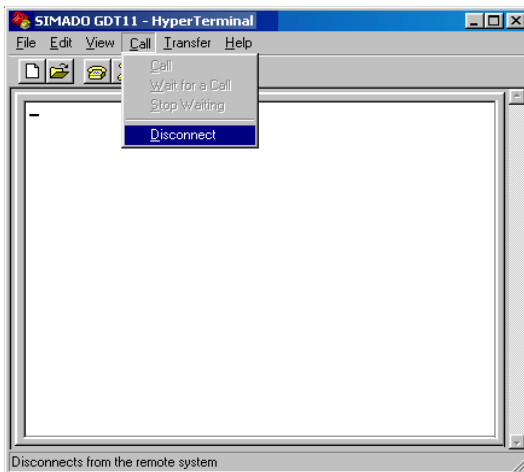 SIMADO GDT11 - HyperTerminal
File Edit View Call Transfer Help
Call
Wait for a Call
Stop Waiting
Disconnect
Disconnects from the remote system